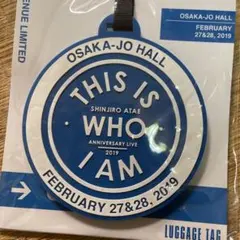 OSAKA-JO HALL
FEBRUARY
27&28, 2019
VENUE LIMITED
OSAKA-JO HALL
THIS IS
SHINJIRO ATAE
WHO
ANNIVERSARY LIVE
2019
I AM
FEBRUARY 27&28, 2019
LUGGAGE TAG